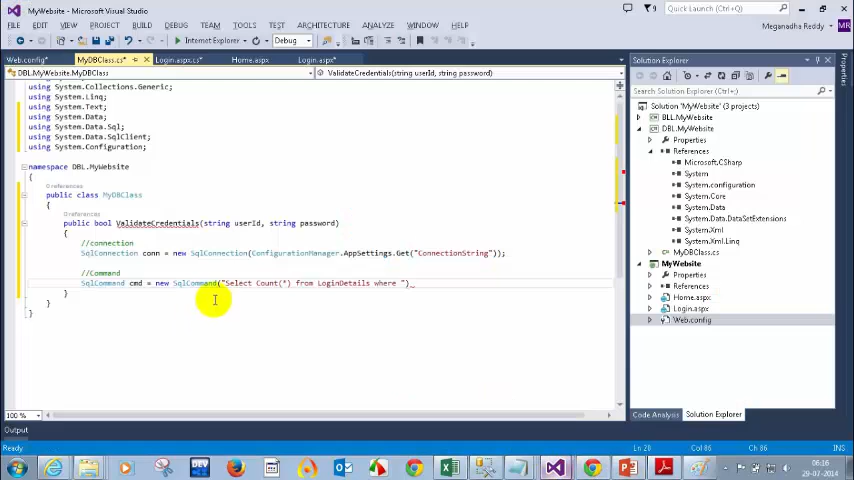 MyWebsite - Microsoft Visual Studio
Quick Launch (Ctrl+Q)
FILE EDIT VIEW PROJECT BUILD DEBUG TEAM TOOLS TEST ARCHITECTURE ANALYZE WINDOW HELP
Meganadha Reddy MR
Internet Explorer Debug
Web.config* MyDBClass.cs* Login.aspx.cs* Home.aspx Login.aspx*
DBL.MyWebsite.MyDBClass ValidateCredentials(string userId, string password)
using System.Collections.Generic;
using System.Linq;
using System.Text;
using System.Data;
using System.Data.Sql;
using System.Data.SqlClient;
using System.Configuration;
namespace DBL.MyWebsite
{
0 references
public class MyDBClass
{
0 references
public bool ValidateCredentials(string userId, string password)
{
//connection
SqlConnection conn = new SqlConnection(ConfigurationManager.AppSettings.Get("ConnectionString"));
//Command
SqlCommand cmd = new SqlCommand("Select Count(*) from LoginDetails where ")
}
}
}
100 %
Output
Solution Explorer
Search Solution Explorer (Ctrl+;)
Solution 'MyWebsite' (3 projects)
BLL.MyWebsite
DBL.MyWebsite
Properties
References
Microsoft.CSharp
System
System.configuration
System.Core
System.Data
System.Data.DataSetExtensions
System.Xml
System.Xml.Linq
MyDBClass.cs
MyWebsite
Properties
References
Home.aspx
Login.aspx
Web.config
Code Analysis Solution Explorer
Properties
Ready Ln 28 Col 86 Ch 86 INS
DEV
06:16
29-07-2014